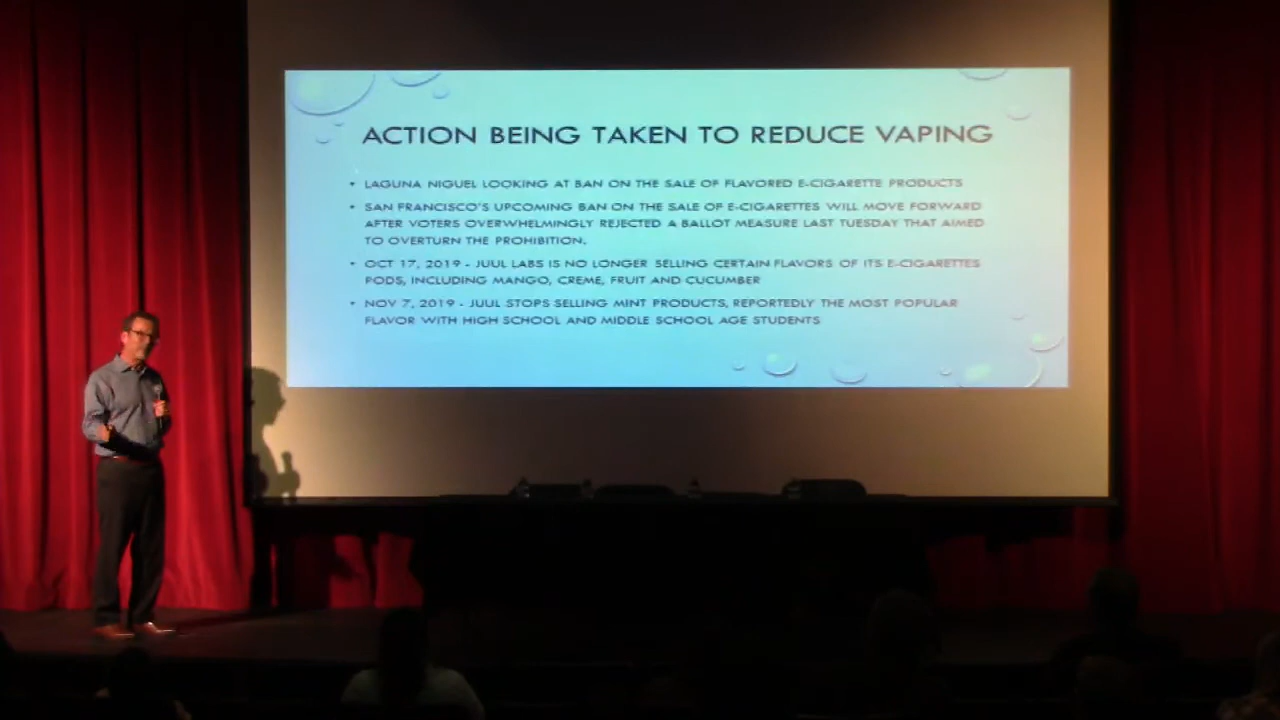 ACTION BEING TAKEN TO REDUCE VAPING
• LAGUNA NIGUEL LOOKING AT BAN ON THE SALE OF FLAVORED E-CIGARETTE PRODUCTS
• SAN FRANCISCO'S UPCOMING BAN ON THE SALE OF E-CIGARETTES WILL MOVE FORWARD
AFTER VOTERS OVERWHELMINGLY REJECTED A BALLOT MEASURE LAST TUESDAY THAT AIMED
TO OVERTURN THE PROHIBITION.
• OCT 17, 2019 - JUUL LABS IS NO LONGER SELLING CERTAIN FLAVORS OF ITS E-CIGARETTES
PODS, INCLUDING MANGO, CREME, FRUIT AND CUCUMBER
• NOV 7, 2019 - JUUL STOPS SELLING MINT PRODUCTS, REPORTEDLY THE MOST POPULAR
FLAVOR WITH HIGH SCHOOL AND MIDDLE SCHOOL AGE STUDENTS